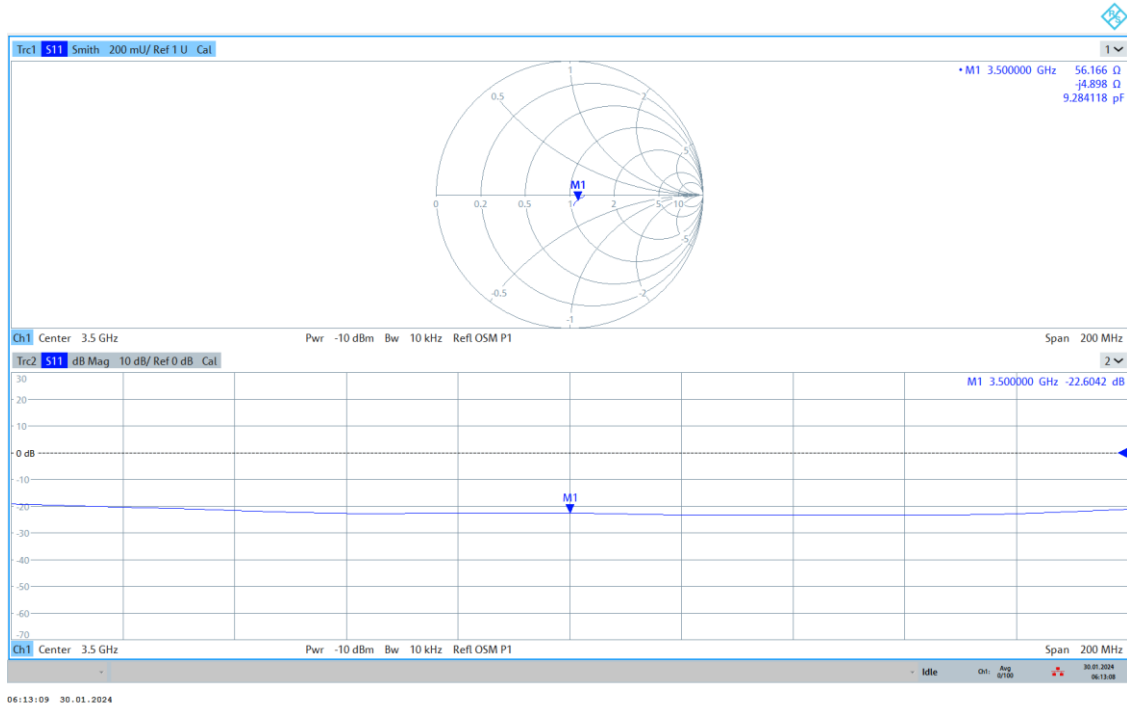 R&S
Trc1 S11 Smith 200 mU/ Ref 1 U Cal
1
• M1 3.500000 GHz 56.166 Ω
-j4.898 Ω
9.284118 pF
1
0.5
2
5
M1
0 0.2 0.5 1 2 5 10
-5
-0.5
-2
-1
Ch1 Center 3.5 GHz Pwr -10 dBm Bw 10 kHz Refl OSM P1 Span 200 MHz
Trc2 S11 dB Mag 10 dB/ Ref 0 dB Cal
2
30
M1 3.500000 GHz -22.6042 dB
20
10
0 dB
-10
M1
-20
-30
-40
-50
-60
-70
Ch1 Center 3.5 GHz Pwr -10 dBm Bw 10 kHz Refl OSM P1 Span 200 MHz
Idle Ch1: Avg 0/100 30.01.2024
06:13:08
06:13:09 30.01.2024